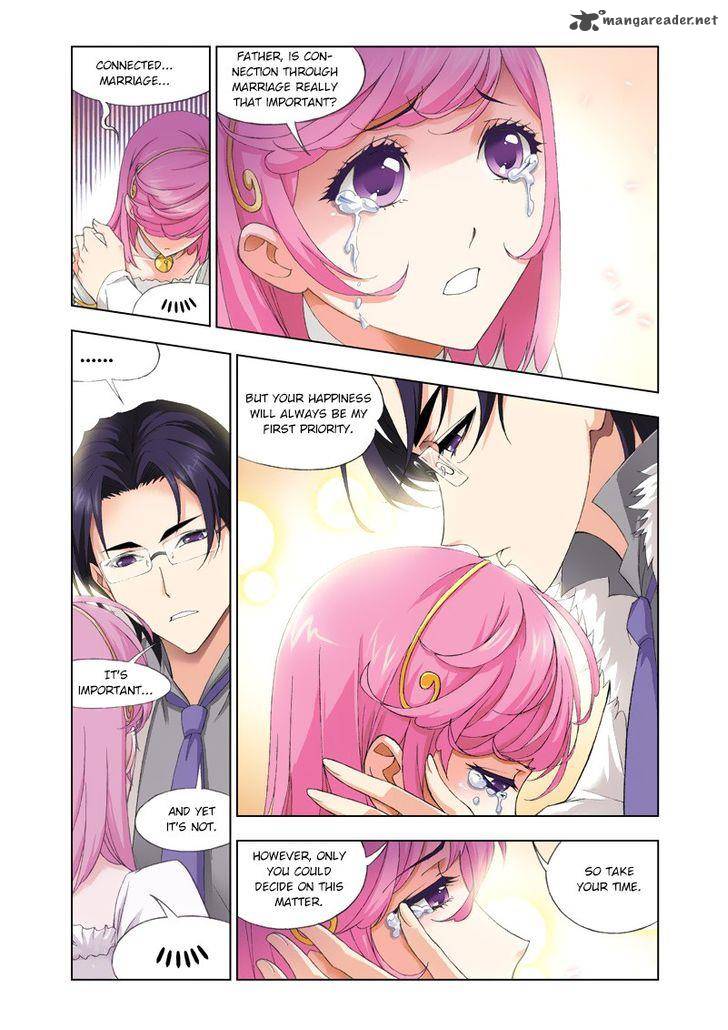 mangareader.net
CONNECTED...
MARRIAGE...
FATHER, IS CON-
NECTION THROUGH
MARRIAGE REALLY
THAT IMPORTANT?
......
IT'S
IMPORTANT...
AND YET
IT'S NOT.
BUT YOUR HAPPINESS
WILL ALWAYS BE MY
FIRST PRIORITY.
HOWEVER, ONLY
YOU COULD
DECIDE ON THIS
MATTER.
SO TAKE
YOUR TIME.